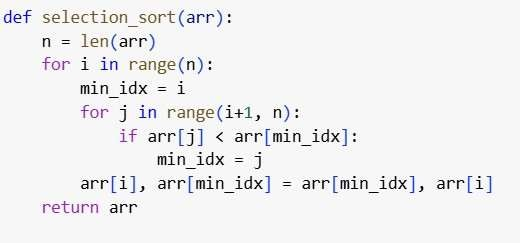 def selection_sort(arr):
    n = len(arr)
    for i in range(n):
        min_idx = i
        for j in range(i+1, n):
            if arr[j] < arr[min_idx]:
                min_idx = j
        arr[i], arr[min_idx] = arr[min_idx], arr[i]
    return arr